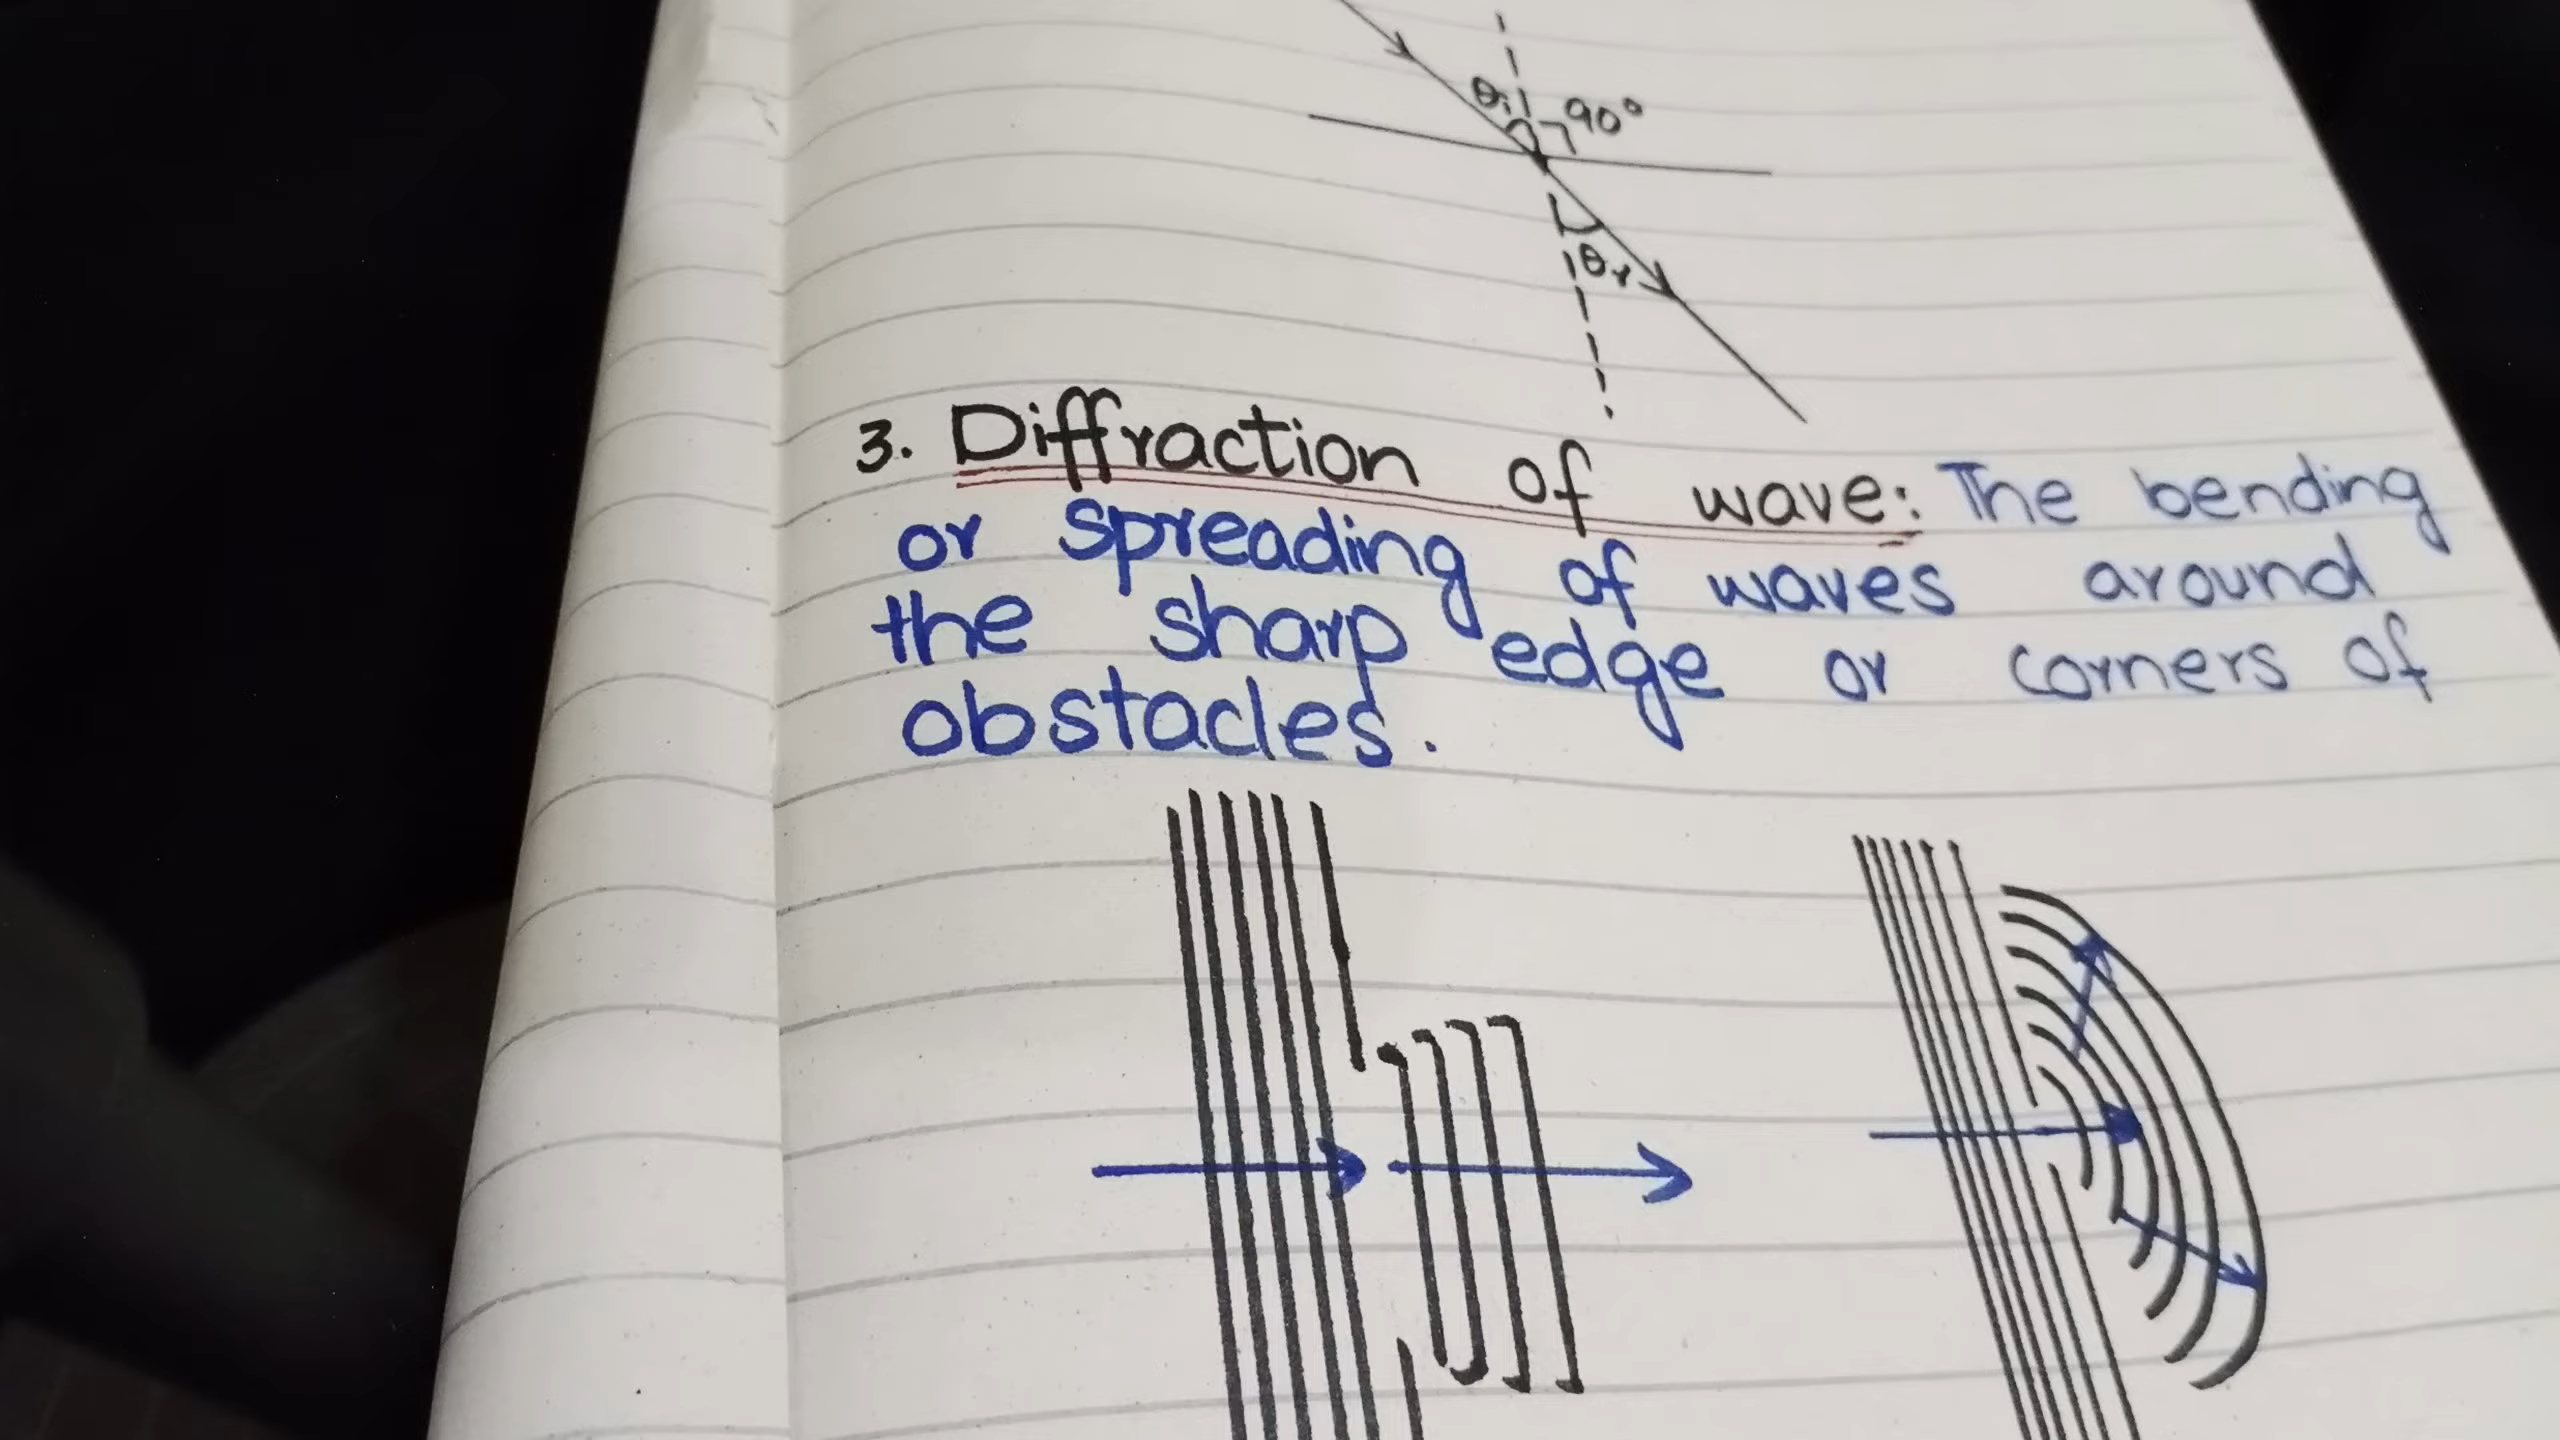 θi 90°
θr
3. Diffraction of wave: The bending
or spreading of waves around
the sharp edge or corners of
obstacles.